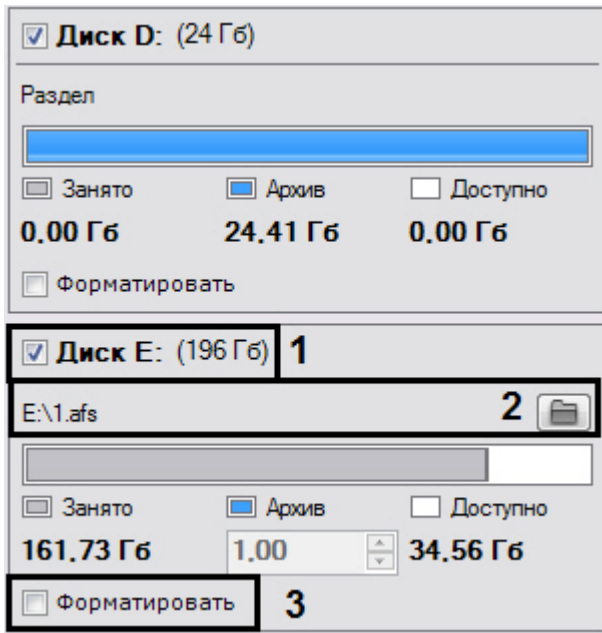 Диск D: (24 Гб)
Раздел
Занято Архив Доступно
0,00 Гб 24,41 Гб 0,00 Гб
Форматировать
Диск E: (196 Гб) 1
E:\1.afs 2
Занято Архив Доступно
161,73 Гб 1,00 34,56 Гб
Форматировать 3